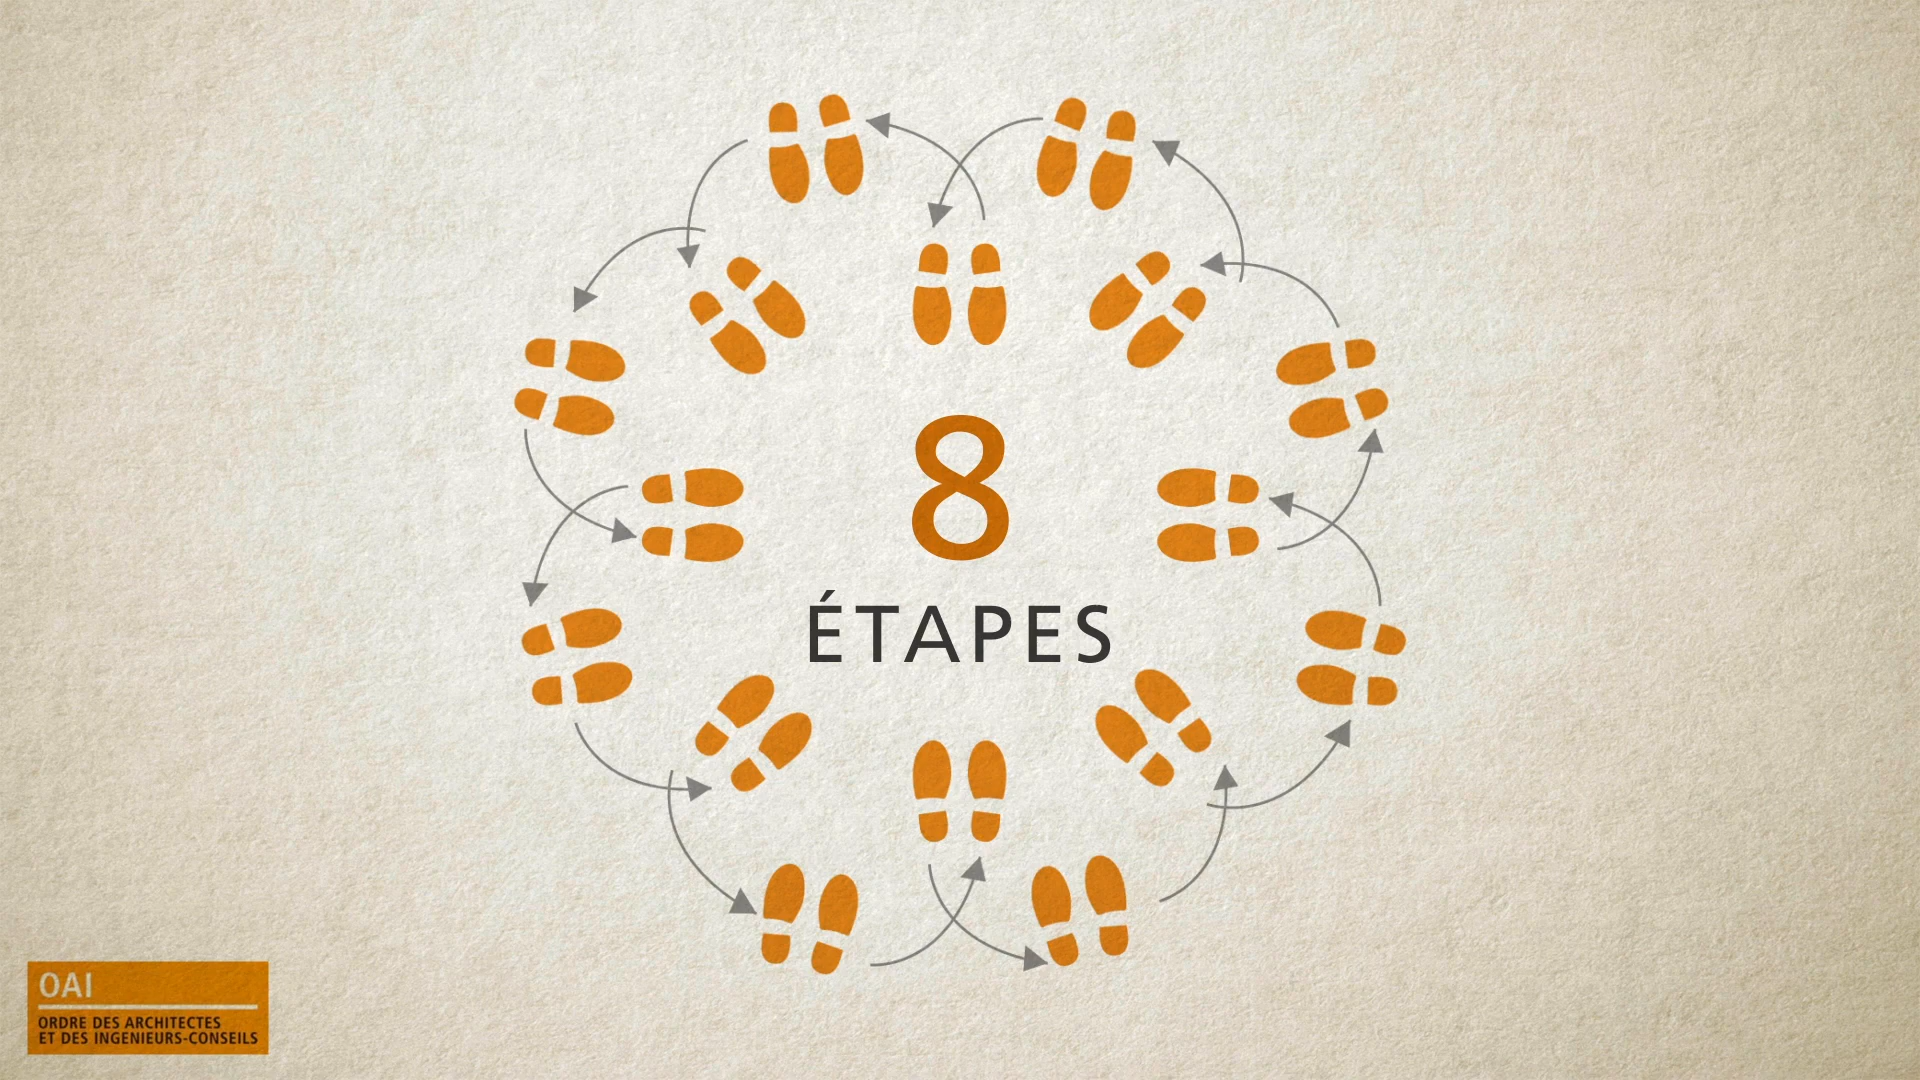 8
ÉTAPES
OAI
ORDRE DES ARCHITECTES
ET DES INGENIEURS-CONSEILS